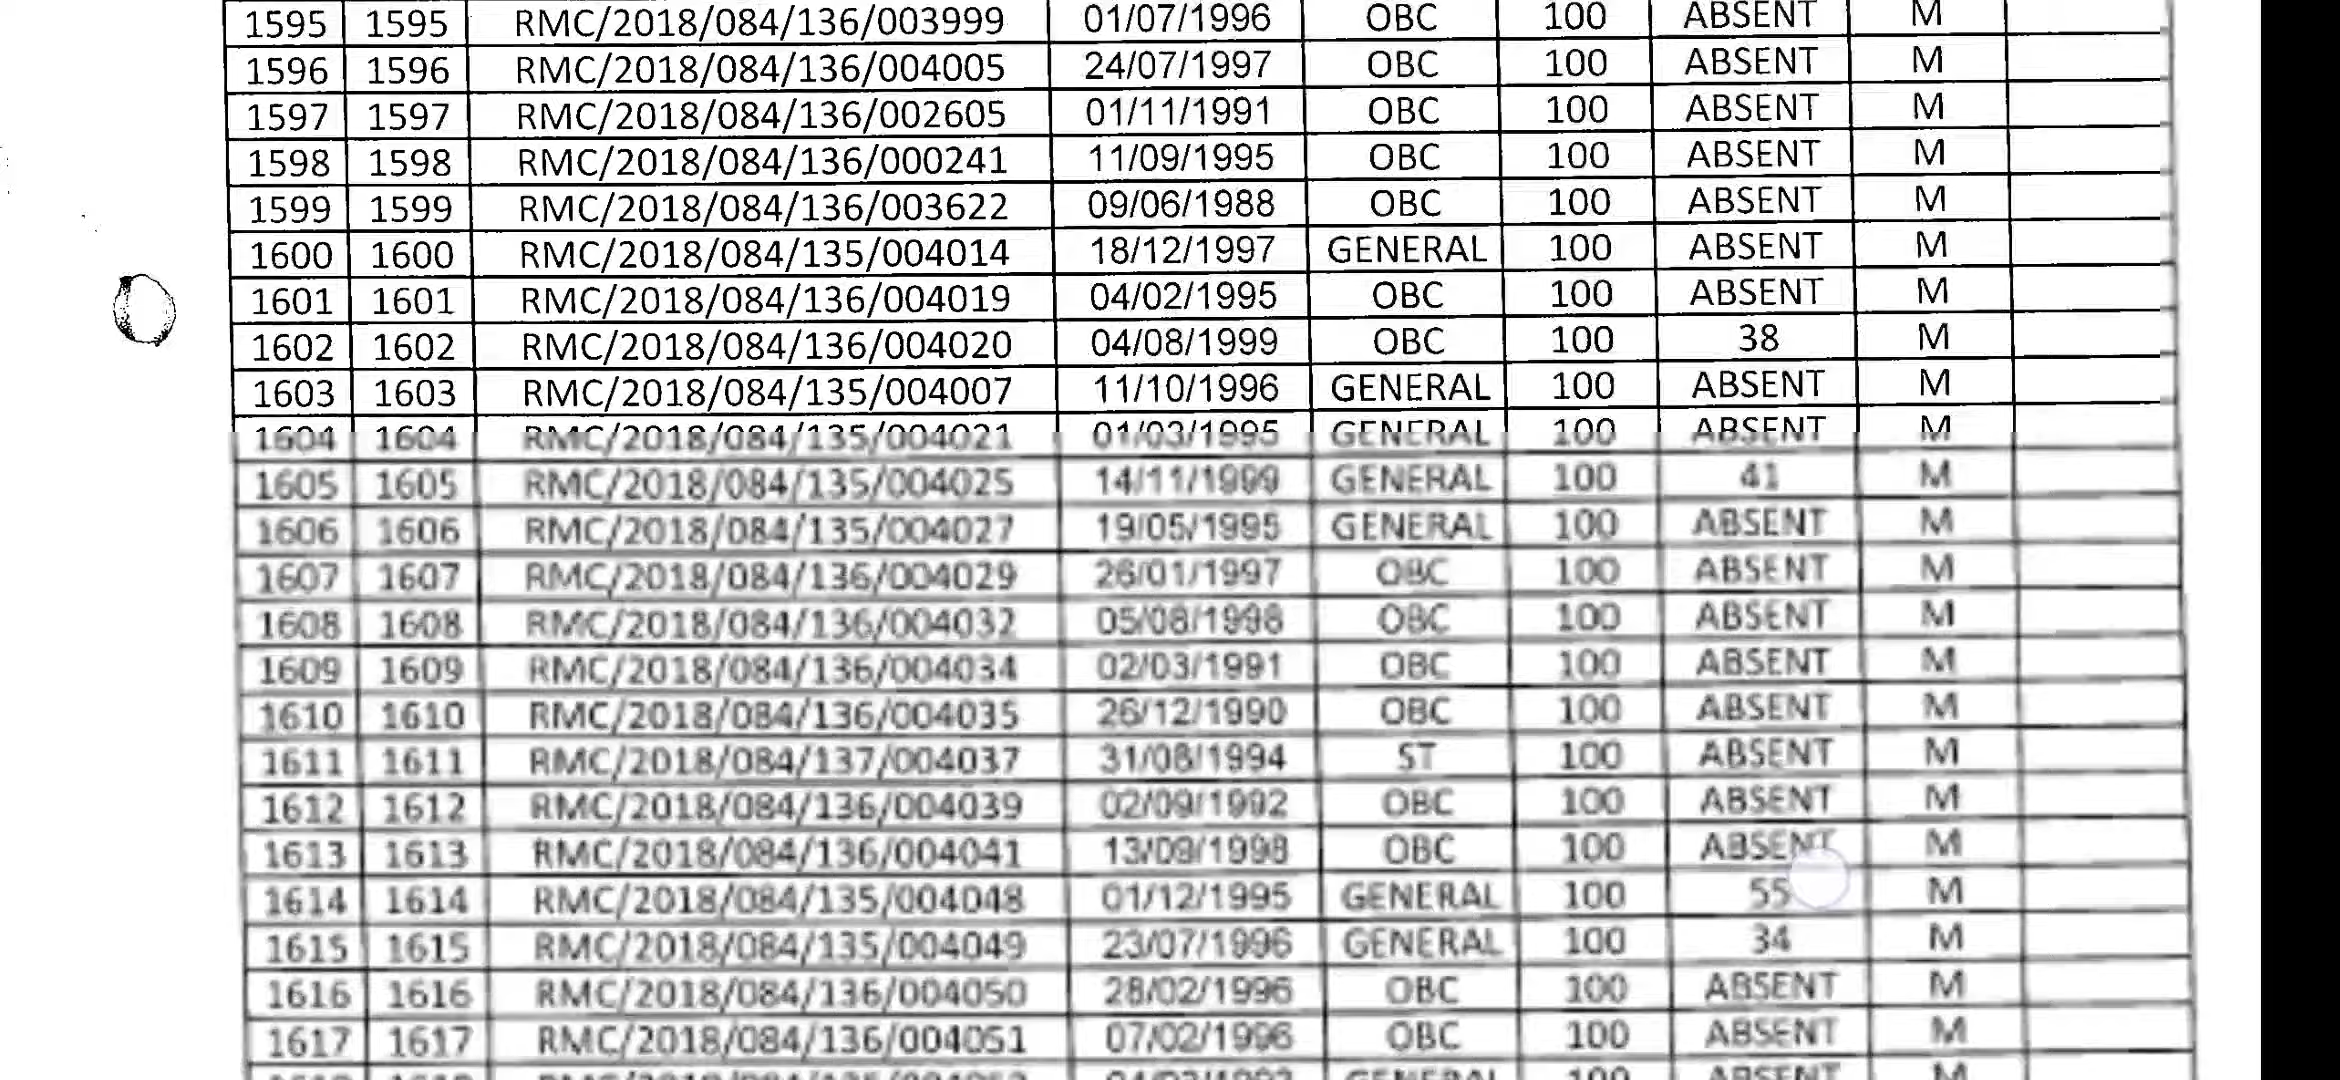 1595 1595 RMC/2018/084/136/003999 01/07/1996 OBC 100 ABSENT M
1596 1596 RMC/2018/084/136/004005 24/07/1997 OBC 100 ABSENT M
1597 1597 RMC/2018/084/136/002605 01/11/1991 OBC 100 ABSENT M
1598 1598 RMC/2018/084/136/000241 11/09/1995 OBC 100 ABSENT M
1599 1599 RMC/2018/084/136/003622 09/06/1988 OBC 100 ABSENT M
1600 1600 RMC/2018/084/135/004014 18/12/1997 GENERAL 100 ABSENT M
1601 1601 RMC/2018/084/136/004019 04/02/1995 OBC 100 ABSENT M
1602 1602 RMC/2018/084/136/004020 04/08/1999 OBC 100 38 M
1603 1603 RMC/2018/084/135/004007 11/10/1996 GENERAL 100 ABSENT M
1604 1604 RMC/2018/084/135/004021 01/03/1995 GENERAL 100 ABSENT M
1605 1605 RMC/2018/084/135/004025 14/11/1999 GENERAL 100 41 M
1606 1606 RMC/2018/084/135/004027 19/05/1995 GENERAL 100 ABSENT M
1607 1607 RMC/2018/084/136/004029 26/01/1997 OBC 100 ABSENT M
1608 1608 RMC/2018/084/136/004032 05/08/1998 OBC 100 ABSENT M
1609 1609 RMC/2018/084/136/004034 02/03/1991 OBC 100 ABSENT M
1610 1610 RMC/2018/084/136/004035 26/12/1990 OBC 100 ABSENT M
1611 1611 RMC/2018/084/137/004037 31/08/1994 ST 100 ABSENT M
1612 1612 RMC/2018/084/136/004039 02/09/1992 OBC 100 ABSENT M
1613 1613 RMC/2018/084/136/004041 13/09/1998 OBC 100 ABSENT M
1614 1614 RMC/2018/084/135/004048 01/12/1995 GENERAL 100 55 M
1615 1615 RMC/2018/084/135/004049 23/07/1996 GENERAL 100 34 M
1616 1616 RMC/2018/084/136/004050 28/02/1996 OBC 100 ABSENT M
1617 1617 RMC/2018/084/136/004051 07/02/1996 OBC 100 ABSENT M
GENERAL 100 ABSENT M